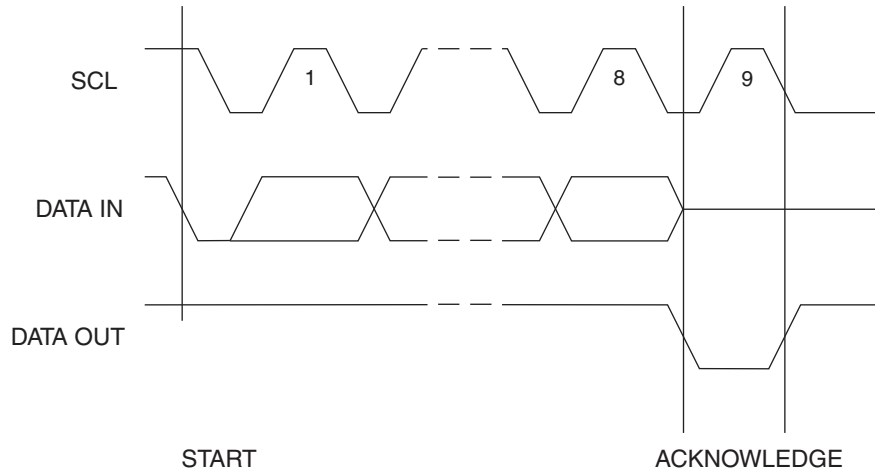 SCL
1
8
9
DATA IN
DATA OUT
START
ACKNOWLEDGE